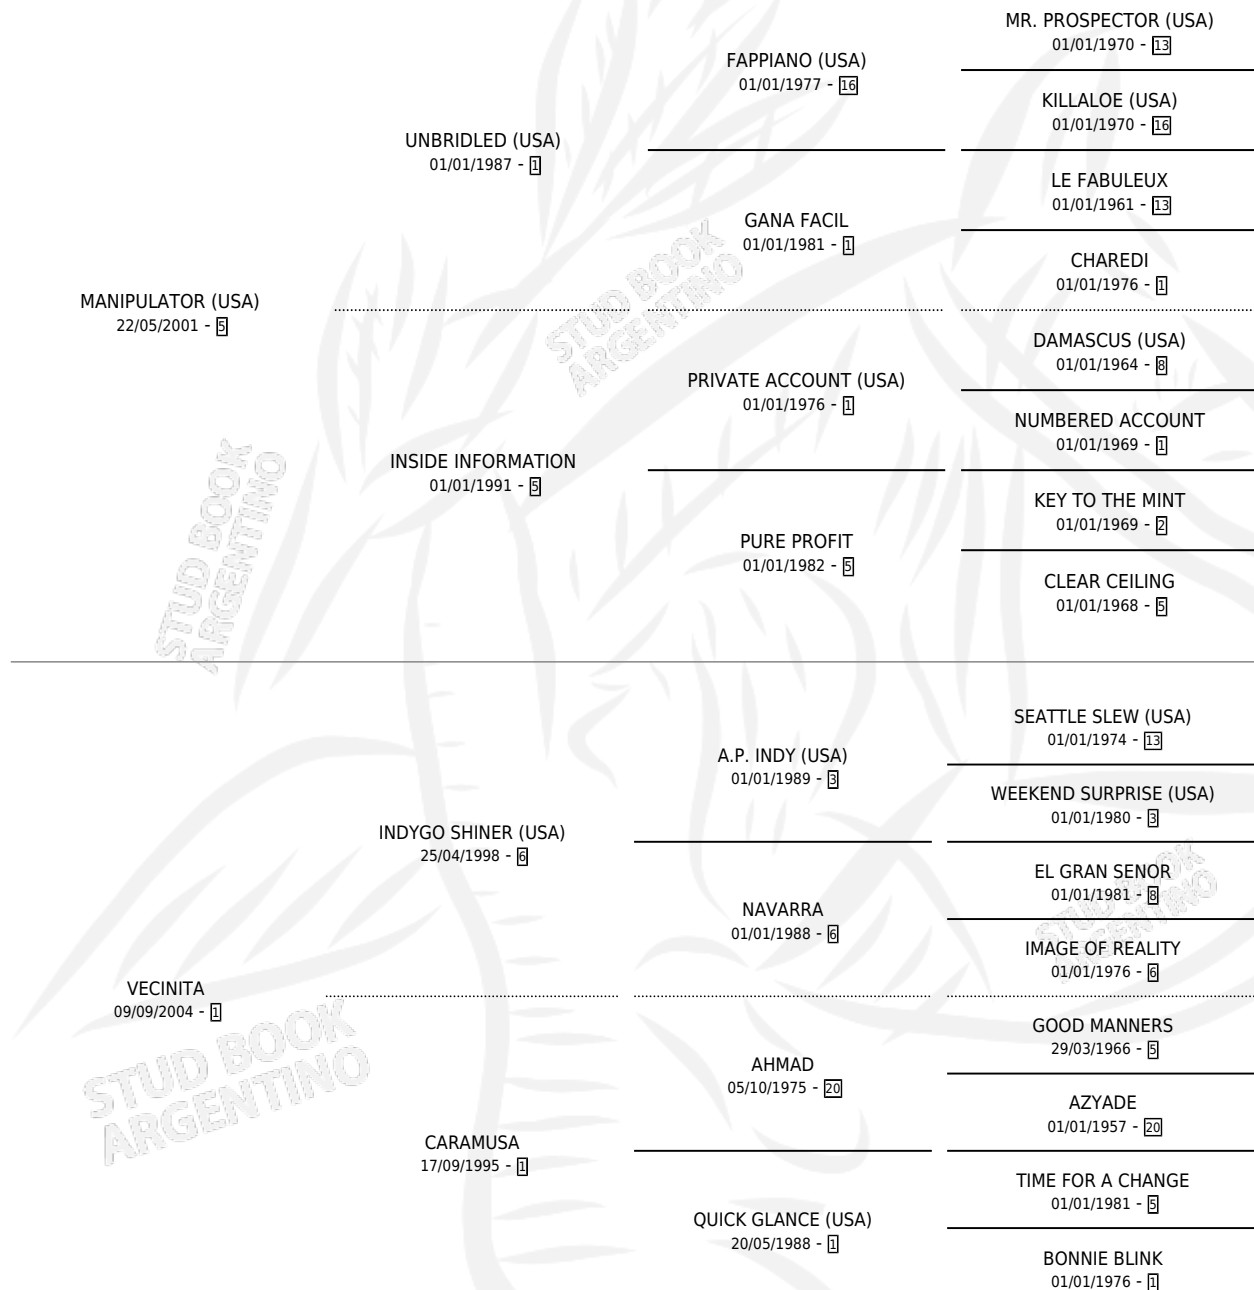 MR. PROSPECTOR (USA)
01/01/1970 - 13
FAPPIANO (USA)
01/01/1977 - 16
KILLALOE (USA)
01/01/1970 - 16
UNBRIDLED (USA)
01/01/1987 - 1
LE FABULEUX
01/01/1961 - 13
GANA FACIL
01/01/1981 - 1
CHAREDI
01/01/1976 - 1
MANIPULATOR (USA)
22/05/2001 - 5
DAMASCUS (USA)
01/01/1964 - 8
PRIVATE ACCOUNT (USA)
01/01/1976 - 1
NUMBERED ACCOUNT
01/01/1969 - 1
INSIDE INFORMATION
01/01/1991 - 5
KEY TO THE MINT
01/01/1969 - 2
PURE PROFIT
01/01/1982 - 5
CLEAR CEILING
01/01/1968 - 5
SEATTLE SLEW (USA)
01/01/1974 - 13
A.P. INDY (USA)
01/01/1989 - 3
WEEKEND SURPRISE (USA)
01/01/1980 - 3
INDYGO SHINER (USA)
25/04/1998 - 6
EL GRAN SENOR
01/01/1981 - 8
NAVARRA
01/01/1988 - 6
IMAGE OF REALITY
01/01/1976 - 6
VECINITA
09/09/2004 - 1
GOOD MANNERS
29/03/1966 - 5
AHMAD
05/10/1975 - 20
AZYADE
01/01/1957 - 20
CARAMUSA
17/09/1995 - 1
TIME FOR A CHANGE
01/01/1981 - 5
QUICK GLANCE (USA)
20/05/1988 - 1
BONNIE BLINK
01/01/1976 - 1
STUD BOOK
ARGENTINO
STUD BOOK
ARGENTINO
STUD BOOK
ARGENTINO
STUD BOOK
ARGENTINO